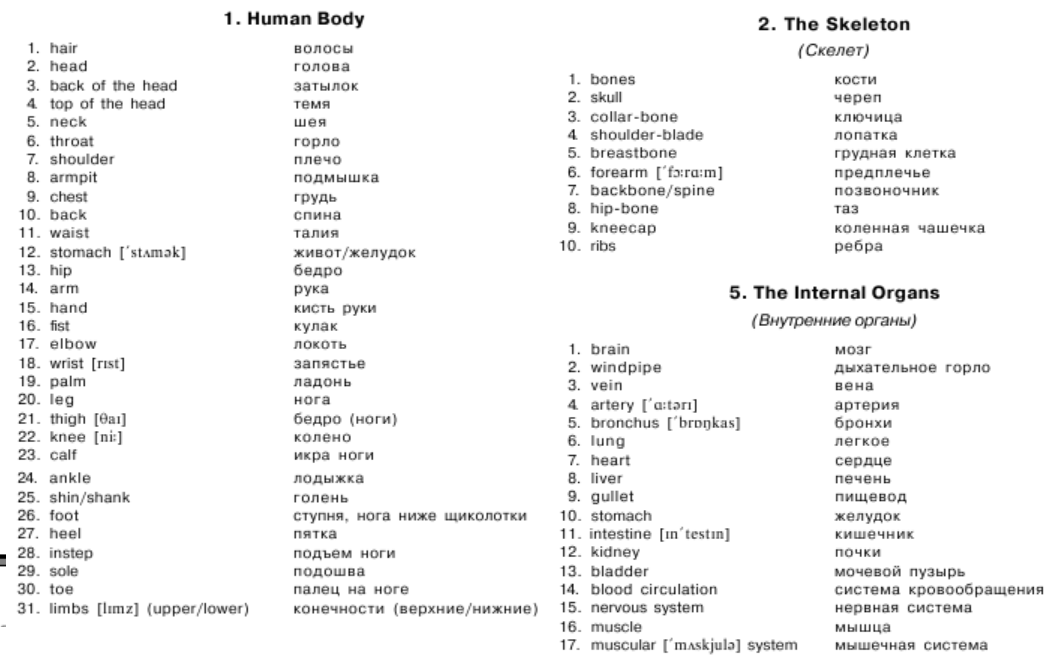 1. Human Body
1. hair волосы
2. head голова
3. back of the head затылок
4. top of the head темя
5. neck шея
6. throat горло
7. shoulder плечо
8. armpit подмышка
9. chest грудь
10. back спина
11. waist талия
12. stomach [´stʌmək] живот/желудок
13. hip бедро
14. arm рука
15. hand кисть руки
16. fist кулак
17. elbow локоть
18. wrist [rɪst] запястье
19. palm ладонь
20. leg нога
21. thigh [θaɪ] бедро (ноги)
22. knee [niː] колено
23. calf икра ноги
24. ankle лодыжка
25. shin/shank голень
26. foot ступня, нога ниже щиколотки
27. heel пятка
28. instep подъем ноги
29. sole подошва
30. toe палец на ноге
31. limbs [lɪmz] (upper/lower) конечности (верхние/нижние)
2. The Skeleton
(Скелет)
1. bones кости
2. skull череп
3. collar-bone ключица
4. shoulder-blade лопатка
5. breastbone грудная клетка
6. forearm [´fɔːrɑːm] предплечье
7. backbone/spine позвоночник
8. hip-bone таз
9. kneecap коленная чашечка
10. ribs ребра
5. The Internal Organs
(Внутренние органы)
1. brain мозг
2. windpipe дыхательное горло
3. vein вена
4. artery [´ɑːtərɪ] артерия
5. bronchus [´brɒŋkəs] бронхи
6. lung легкое
7. heart сердце
8. liver печень
9. gullet пищевод
10. stomach желудок
11. intestine [ɪn´testɪn] кишечник
12. kidney почки
13. bladder мочевой пузырь
14. blood circulation система кровообращения
15. nervous system нервная система
16. muscle мышца
17. muscular [´mʌskjulə] system мышечная система